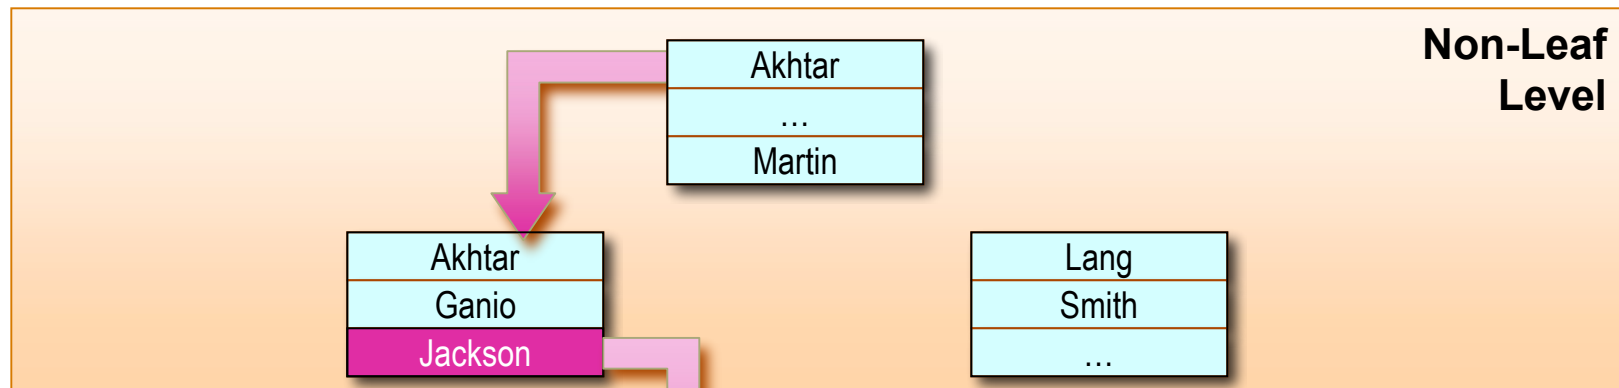 Non-Leaf
Level
Akhtar
…
Martin
Akhtar
Ganio
Jackson
Lang
Smith
…